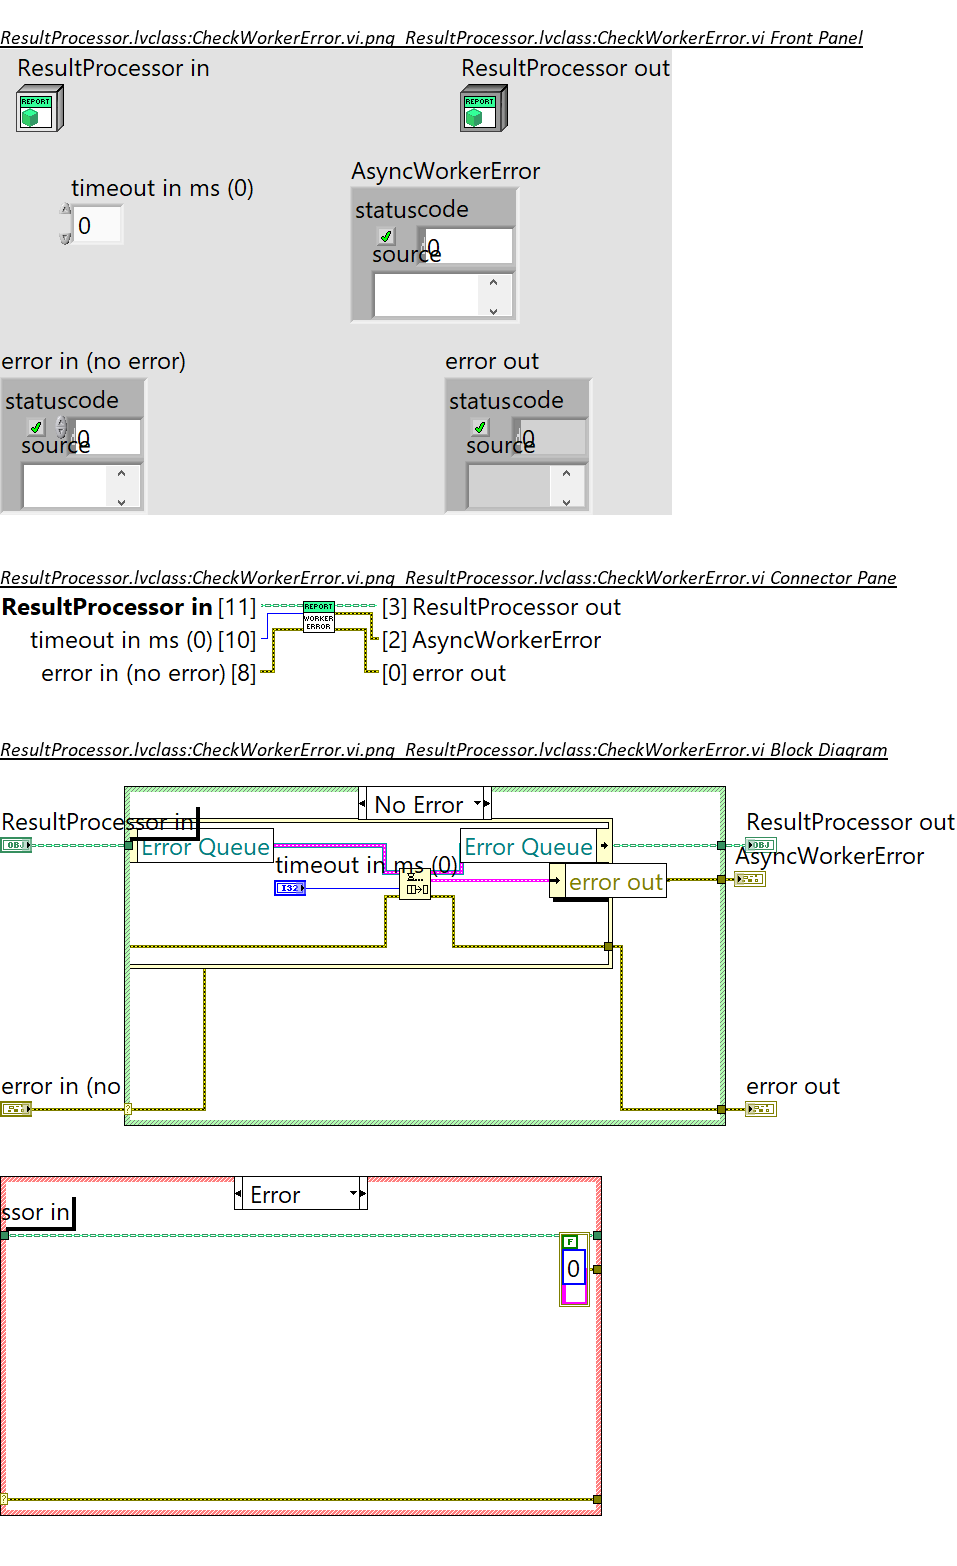 ResultProcessor.lvclass:CheckWorkerError.vi.png  ResultProcessor.lvclass:CheckWorkerError.vi Front Panel
ResultProcessor in
ResultProcessor out
REPORT
REPORT
AsyncWorkerError
timeout in ms (0)
status code
0
0
source
error in (no error)
error out
status code
status code
0
0
source
source
ResultProcessor.lvclass:CheckWorkerError.vi.png  ResultProcessor.lvclass:CheckWorkerError.vi Connector Pane
ResultProcessor in [11]
REPORT
[3] ResultProcessor out
timeout in ms (0) [10]
WORKER
ERROR
[2] AsyncWorkerError
error in (no error) [8]
[0] error out
ResultProcessor.lvclass:CheckWorkerError.vi.png  ResultProcessor.lvclass:CheckWorkerError.vi Block Diagram
No Error
ResultProcessor in
ResultProcessor out
OBJ
Error Queue
Error Queue
OBJ
AsyncWorkerError
timeout in ms (0)
I32
error out
error in (no
error out
?
Error
ssor in
F
0
?